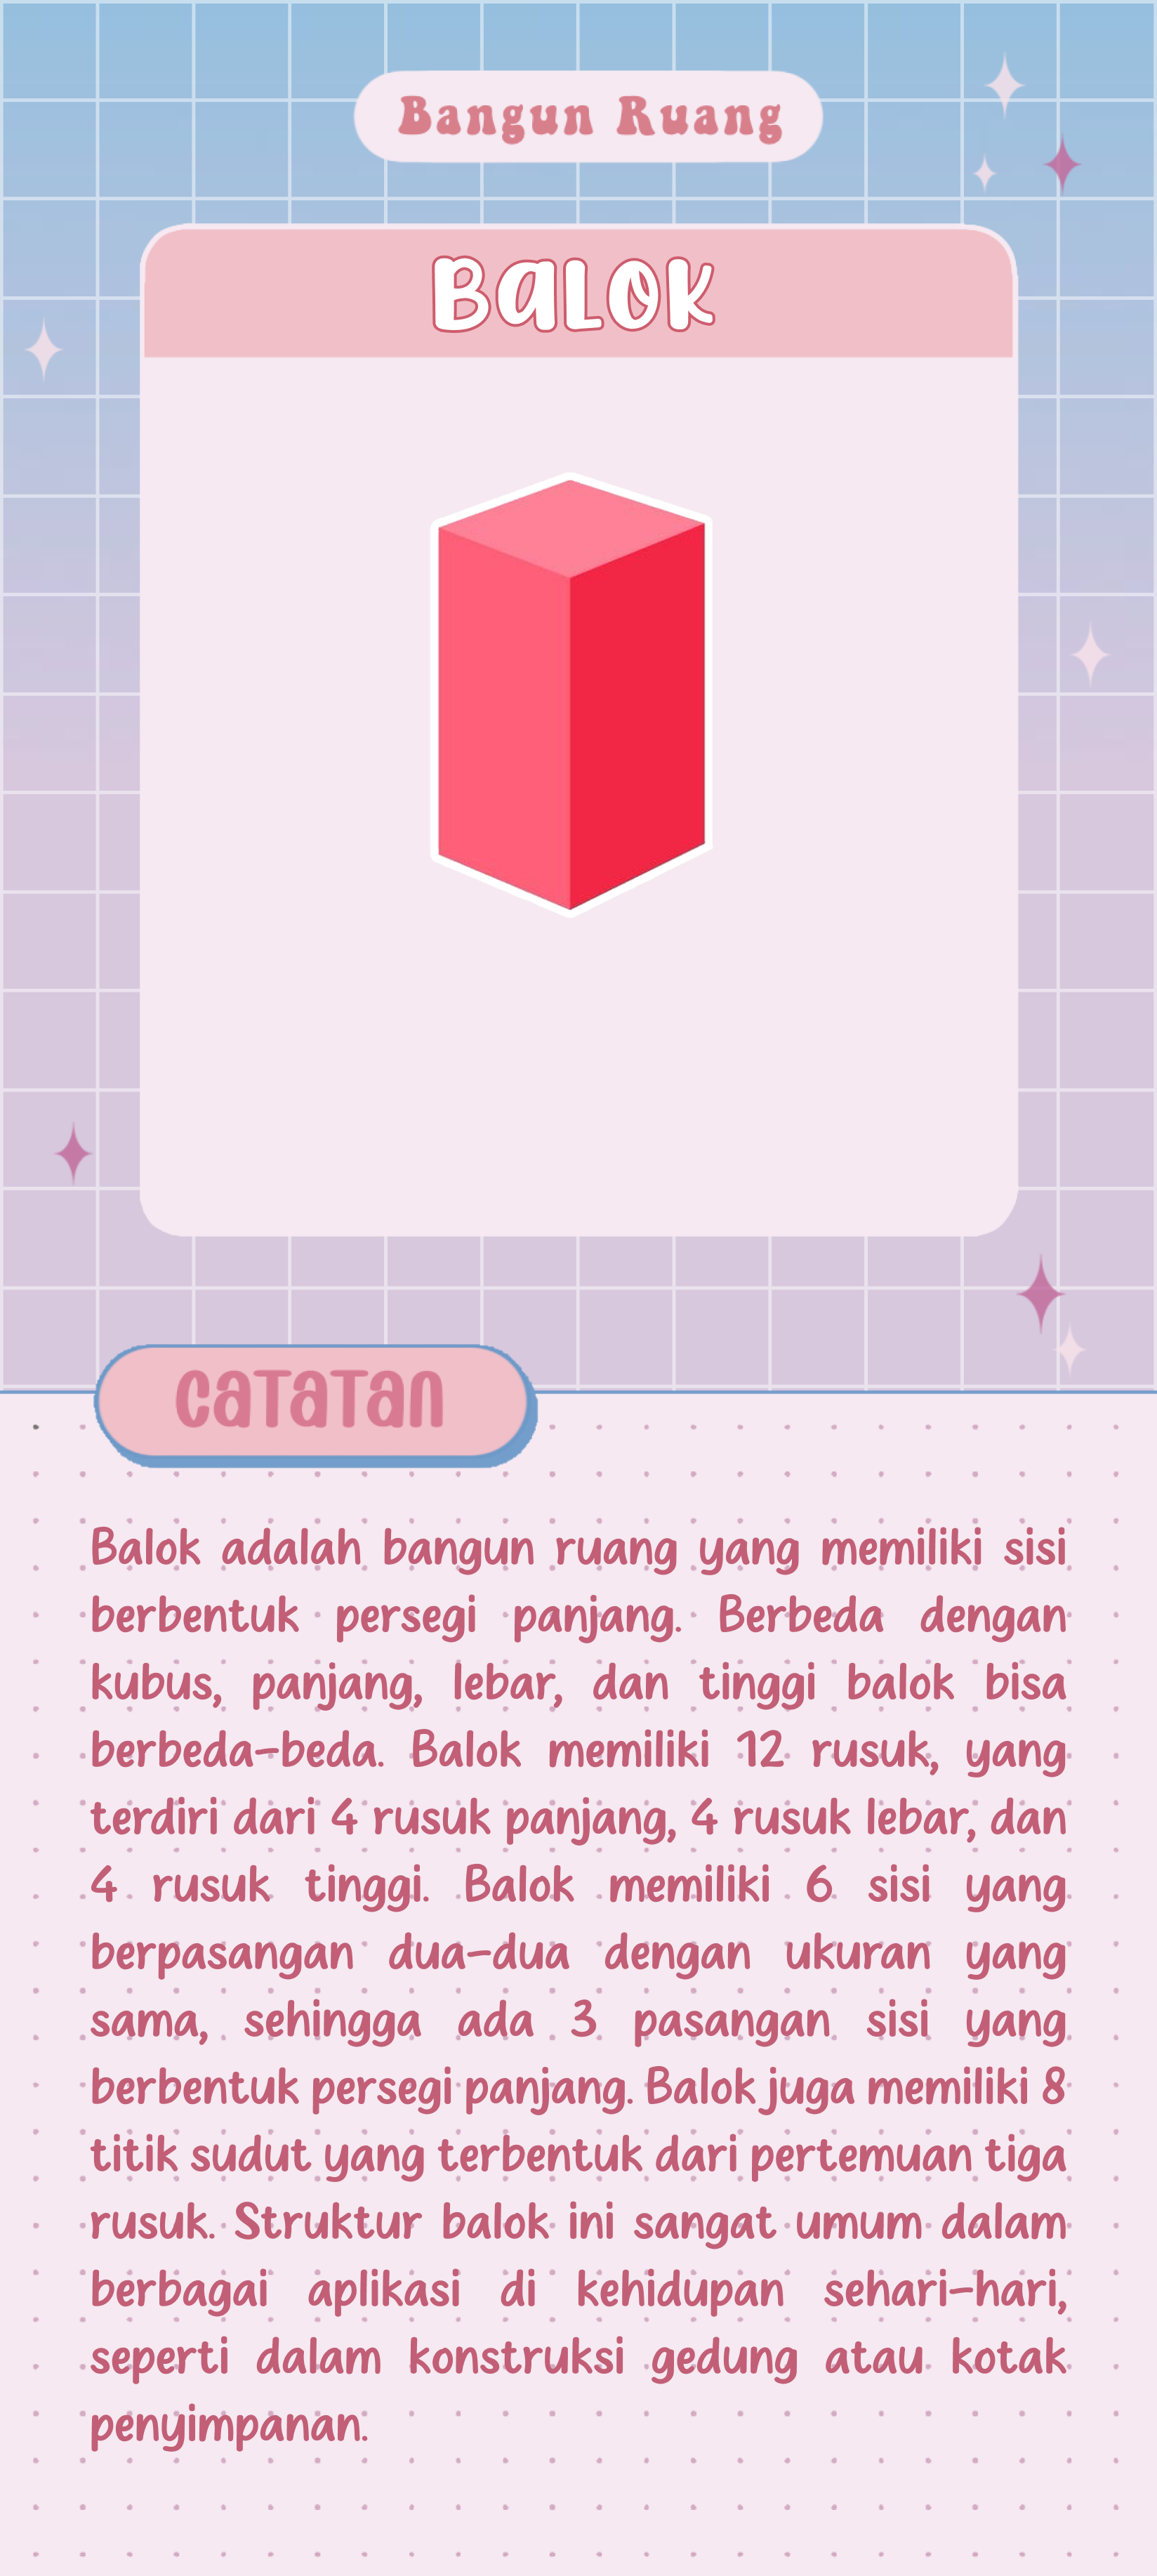 Bangun Ruang
BALOK
CATATAN
Balok adalah bangun ruang yang memiliki sisi
berbentuk persegi panjang. Berbeda dengan
kubus, panjang, lebar, dan tinggi balok bisa
berbeda-beda. Balok memiliki 12 rusuk, yang
terdiri dari 4 rusuk panjang, 4 rusuk lebar, dan
4 rusuk tinggi. Balok memiliki 6 sisi yang
berpasangan dua-dua dengan ukuran yang
sama, sehingga ada 3 pasangan sisi yang
berbentuk persegi panjang. Balok juga memiliki 8
titik sudut yang terbentuk dari pertemuan tiga
rusuk. Struktur balok ini sangat umum dalam
berbagai aplikasi di kehidupan sehari-hari,
seperti dalam konstruksi gedung atau kotak
penyimpanan.